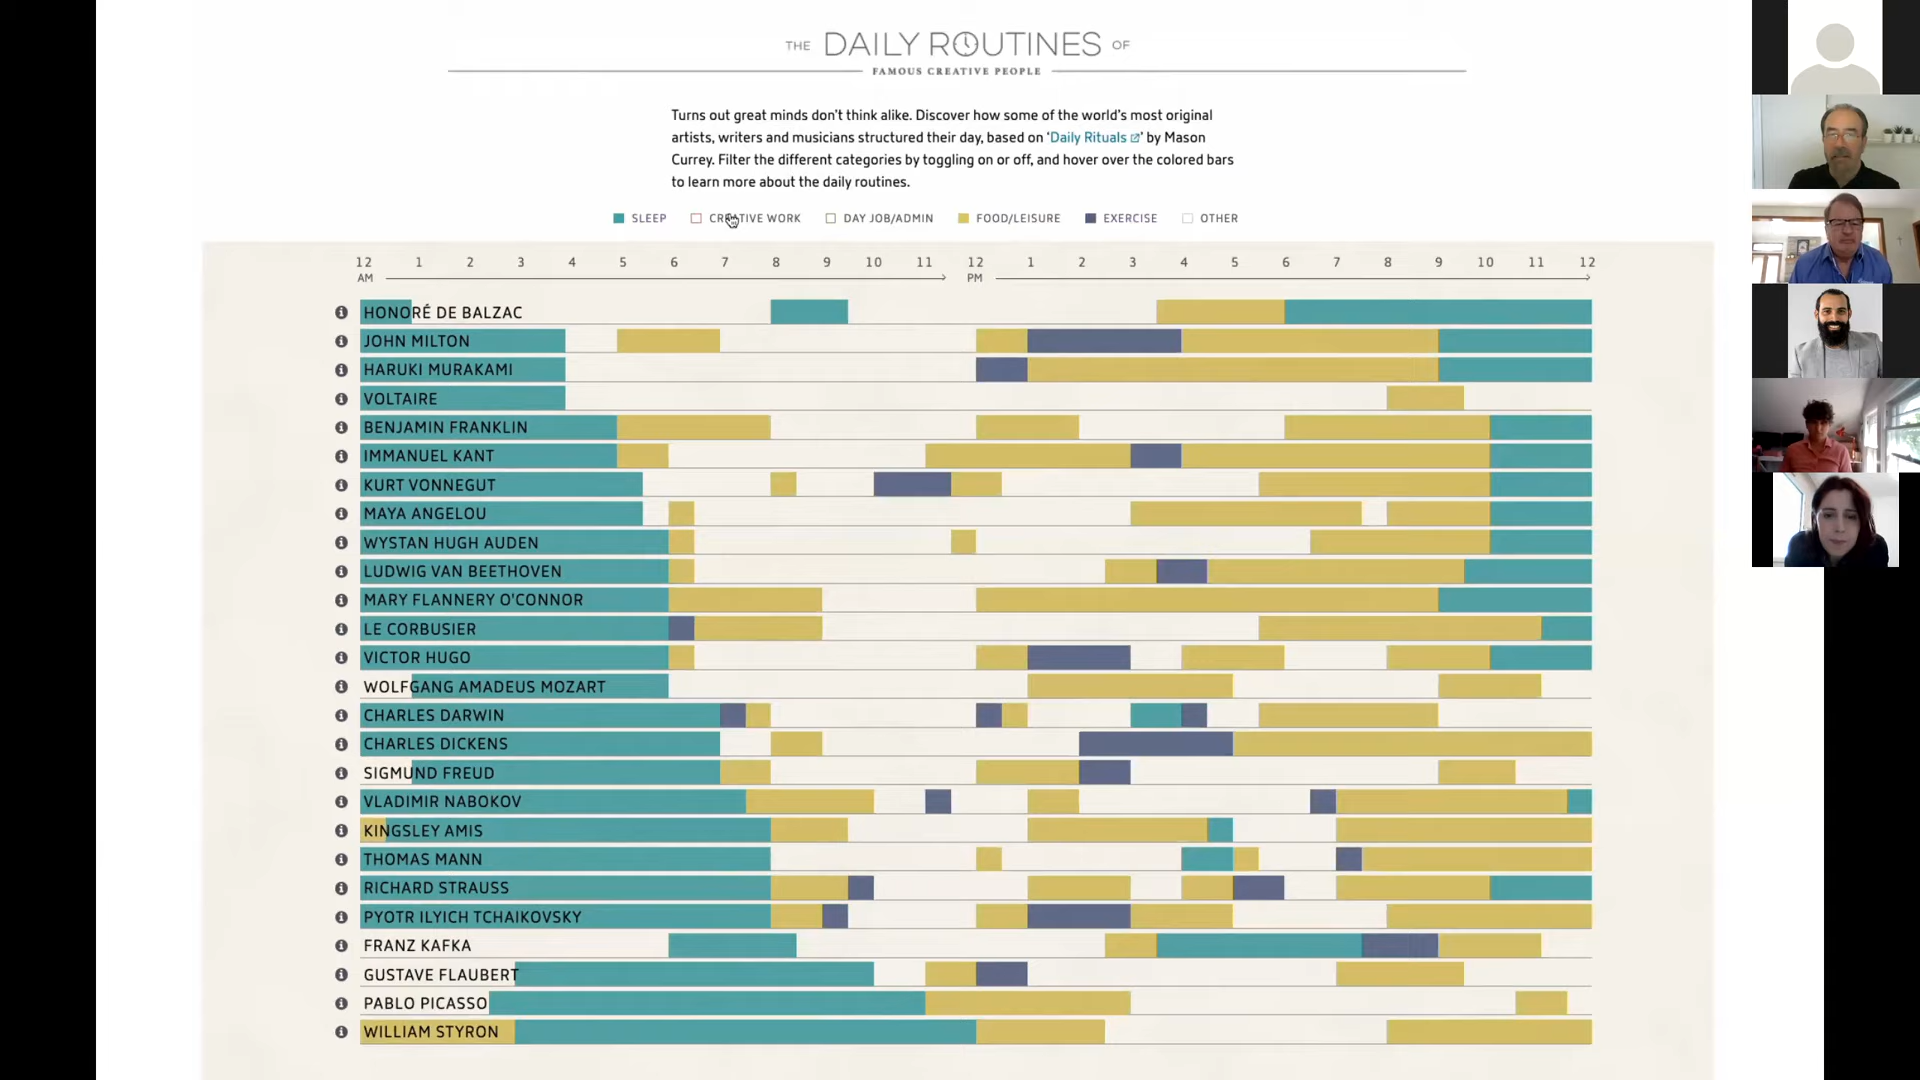 THE DAILY ROUTINES OF
FAMOUS CREATIVE PEOPLE
Turns out great minds don't think alike. Discover how some of the world's most original
artists, writers and musicians structured their day, based on 'Daily Rituals' by Mason
Currey. Filter the different categories by toggling on or off, and hover over the colored bars
to learn more about the daily routines.
SLEEP CREATIVE WORK DAY JOB/ADMIN FOOD/LEISURE EXERCISE OTHER
12 1 2 3 4 5 6 7 8 9 10 11 12 1 2 3 4 5 6 7 8 9 10 11 12
AM PM
HONORÉ DE BALZAC
JOHN MILTON
HARUKI MURAKAMI
VOLTAIRE
BENJAMIN FRANKLIN
IMMANUEL KANT
KURT VONNEGUT
MAYA ANGELOU
WYSTAN HUGH AUDEN
LUDWIG VAN BEETHOVEN
MARY FLANNERY O'CONNOR
LE CORBUSIER
VICTOR HUGO
WOLFGANG AMADEUS MOZART
CHARLES DARWIN
CHARLES DICKENS
SIGMUND FREUD
VLADIMIR NABOKOV
KINGSLEY AMIS
THOMAS MANN
RICHARD STRAUSS
PYOTR ILYICH TCHAIKOVSKY
FRANZ KAFKA
GUSTAVE FLAUBERT
PABLO PICASSO
WILLIAM STYRON